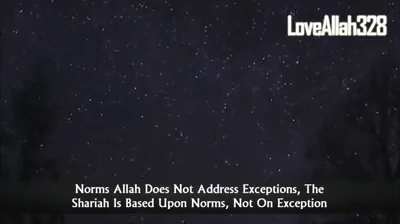 LoveAllah328
Norms Allah Does Not Address Exceptions, The
Shariah Is Based Upon Norms, Not On Exception